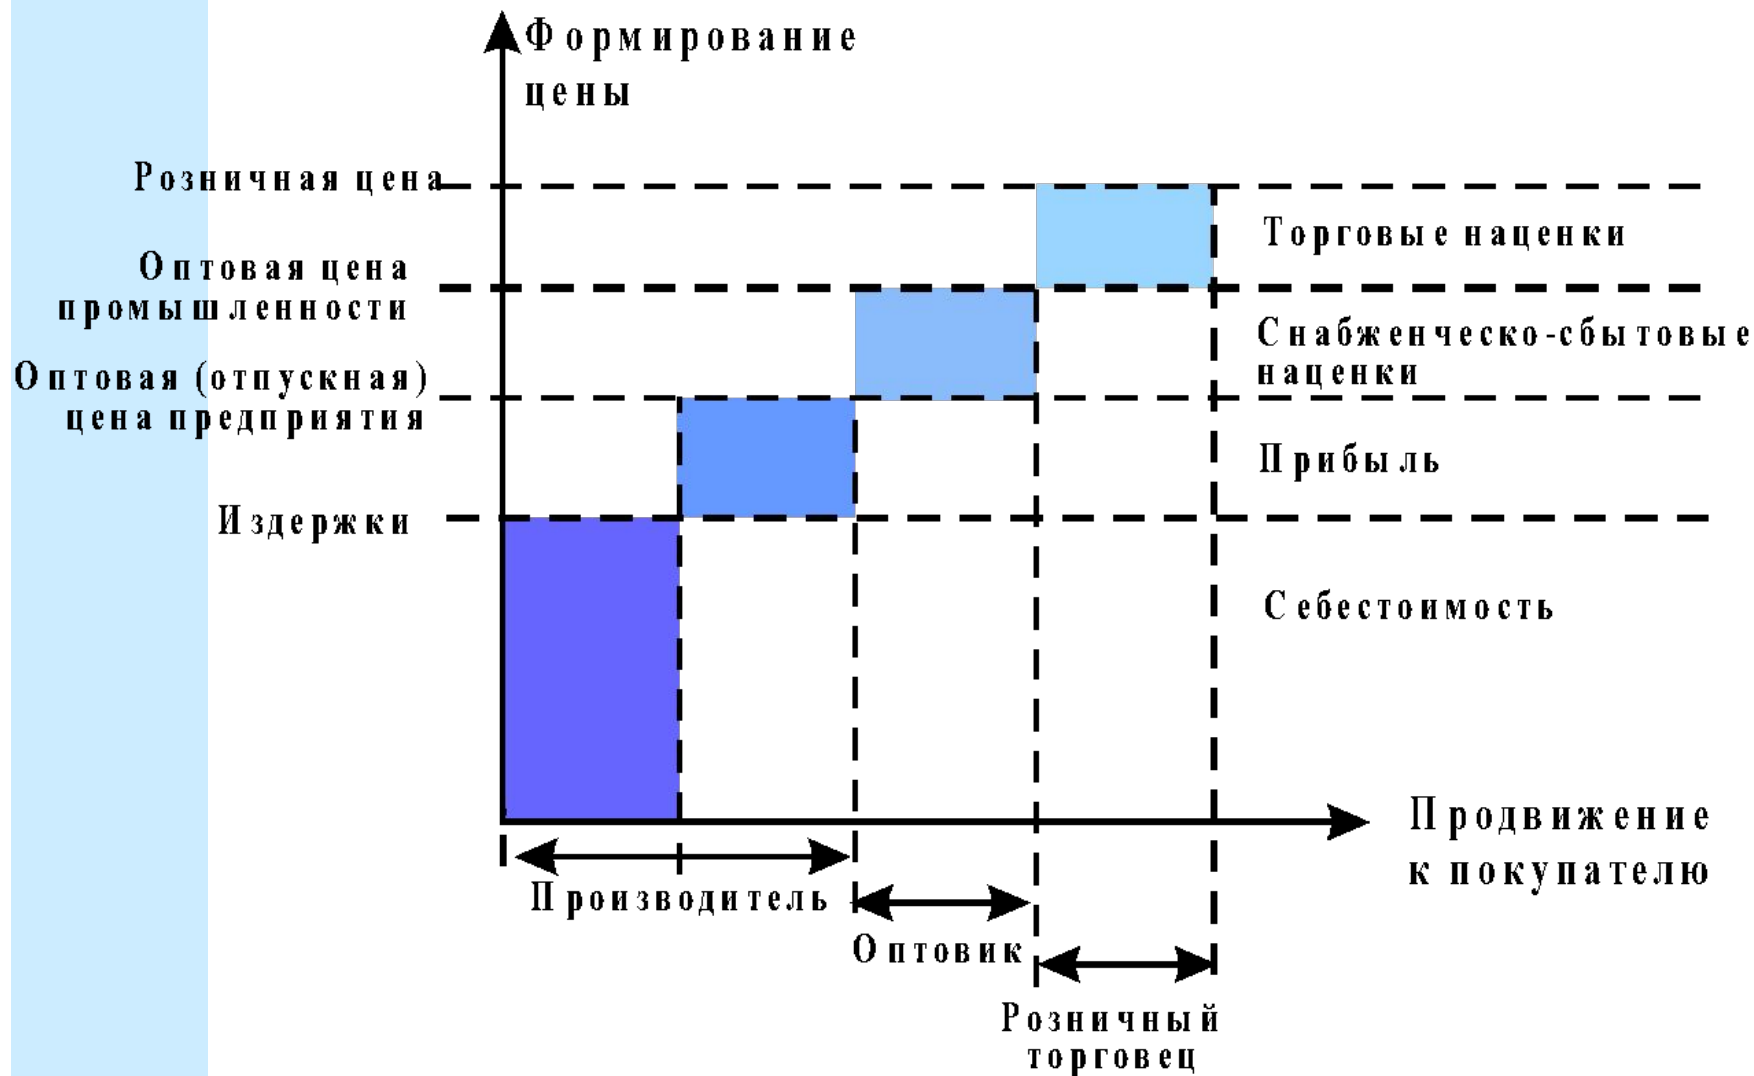 Формирование
цены
Розничная цена
Торговые наценки
Оптовая цена
промышленности
Снабженческо-сбытовые
наценки
Оптовая (отпускная)
цена предприятия
Прибыль
Издержки
Себестоимость
Продвижение
к покупателю
Производитель
Оптовик
Розничный
торговец